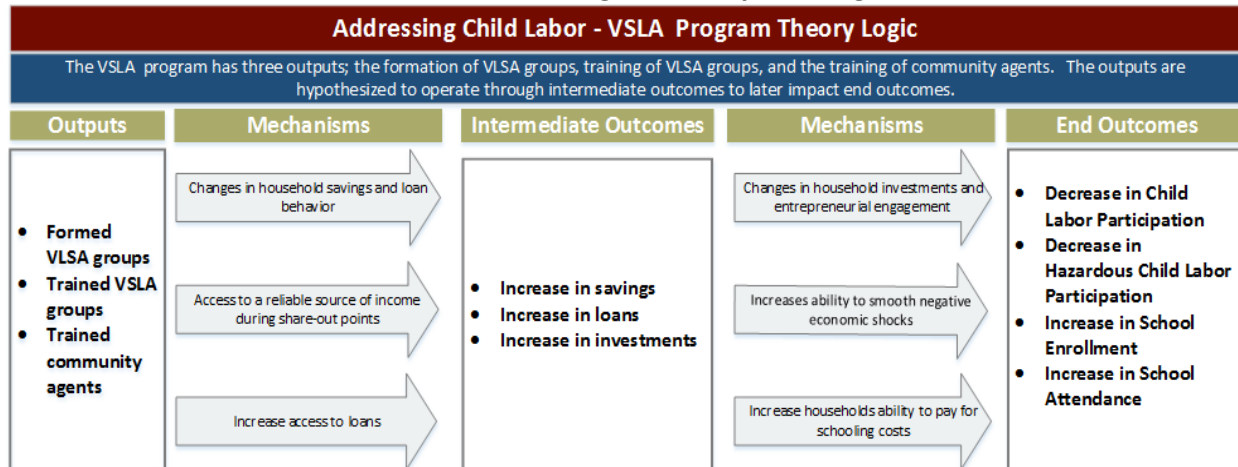 Addressing Child Labor - VSLA Program Theory Logic
The VSLA program has three outputs; the formation of VLSA groups, training of VSLA groups, and the training of community agents. The outputs are
hypothesized to operate through intermediate outcomes to later impact end outcomes.
Outputs
Mechanisms
Intermediate Outcomes
Mechanisms
End Outcomes
• Formed
VLSA groups
• Trained VSLA
groups
• Trained
community
agents
Changes in household savings and loan
behavior
Access to a reliable source of income
during share-out points
Increase access to loans
• Increase in savings
• Increase in loans
• Increase in investments
Changes in household investments and
entrepreneurial engagement
Increases ability to smooth negative
economic shocks
Increase households ability to pay for
schooling costs
• Decrease in Child
Labor Participation
• Decrease in
Hazardous Child Labor
Participation
• Increase in School
Enrollment
• Increase in School
Attendance